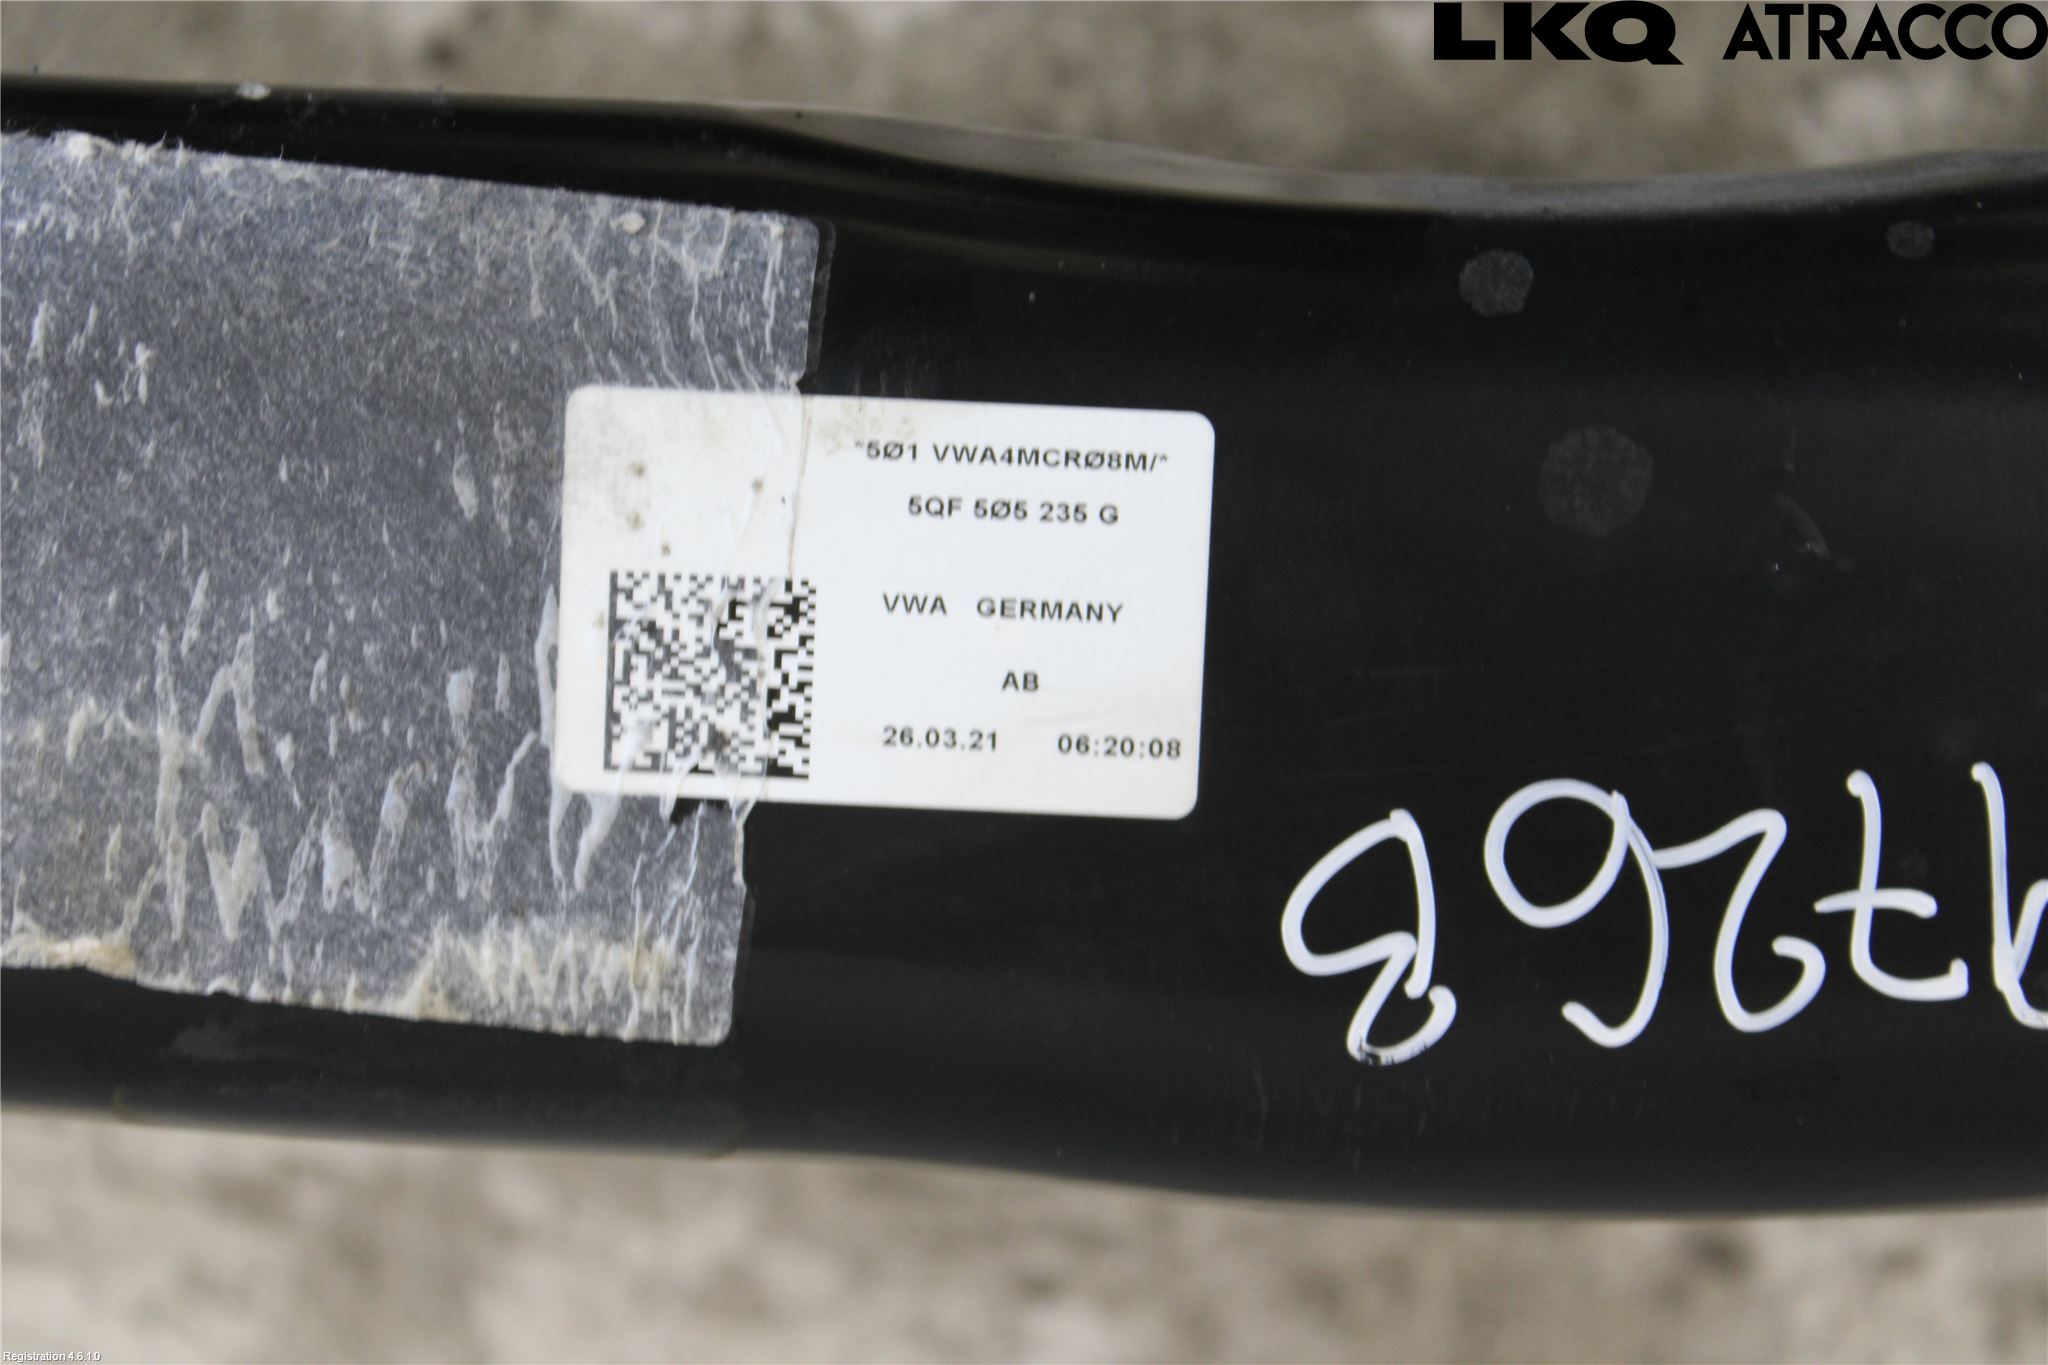 LKQ ATRACCO
*5Ø1 VWA4MCRØ8M/*
5QF 5Ø5 235 G
VWA GERMANY
AB
26.03.21 06:20:08
Registration 4.6.1.0